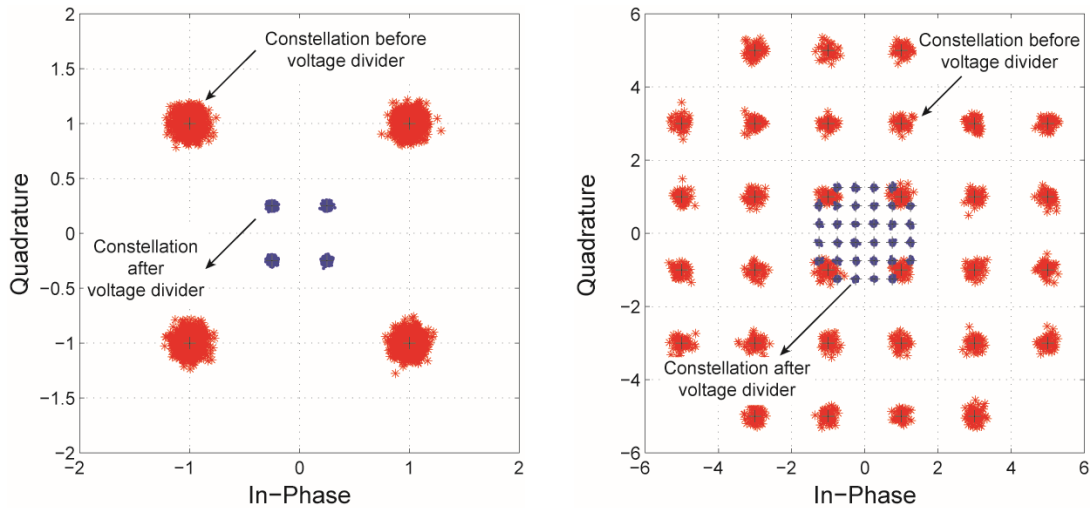 2
1.5
1
0.5
0
−0.5
−1
−1.5
−2
−2
−1
0
1
2
Quadrature
In−Phase
Constellation before
voltage divider
Constellation
after
voltage divider
6
4
2
0
−2
−4
−6
−6
−4
−2
0
2
4
6
Quadrature
In−Phase
Constellation before
voltage divider
Constellation after
voltage divider